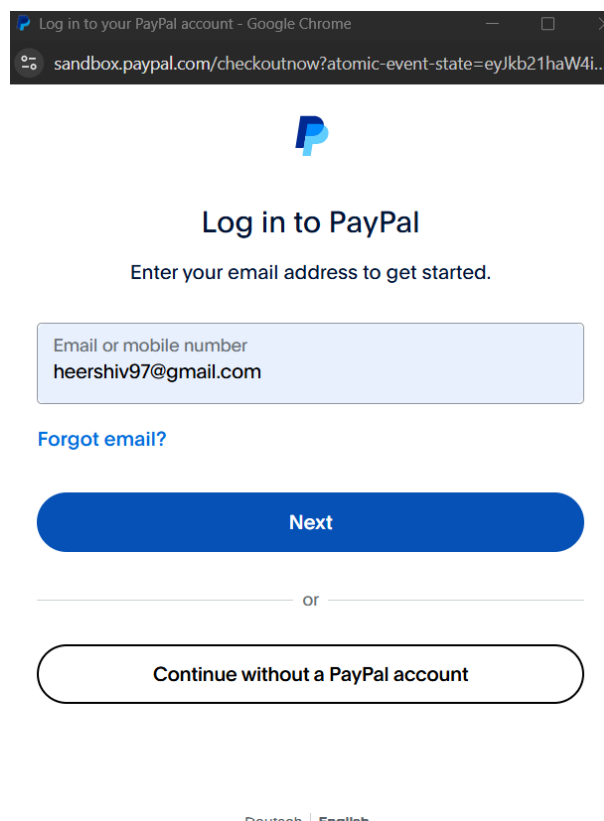 Log in to your PayPal account - Google Chrome
sandbox.paypal.com/checkoutnow?atomic-event-state=eyJkb21haW4i...
Log in to PayPal
Enter your email address to get started.
Email or mobile number
heershiv97@gmail.com
Forgot email?
Next
or
Continue without a PayPal account
Deutsch | English